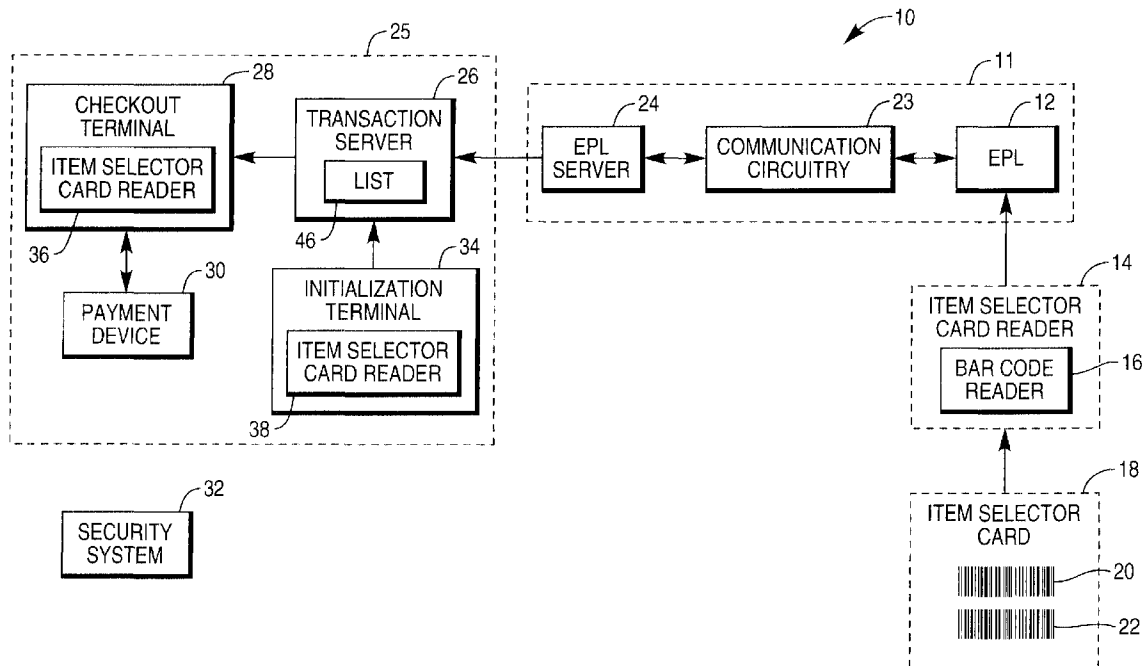 10
25
11
28
CHECKOUT
TERMINAL
ITEM SELECTOR
CARD READER
36
26
TRANSACTION
SERVER
LIST
46
24
EPL
SERVER
23
COMMUNICATION
CIRCUITRY
12
EPL
30
PAYMENT
DEVICE
34
INITIALIZATION
TERMINAL
ITEM SELECTOR
CARD READER
38
14
ITEM SELECTOR
CARD READER
BAR CODE
READER
16
32
SECURITY
SYSTEM
18
ITEM SELECTOR
CARD
20
22